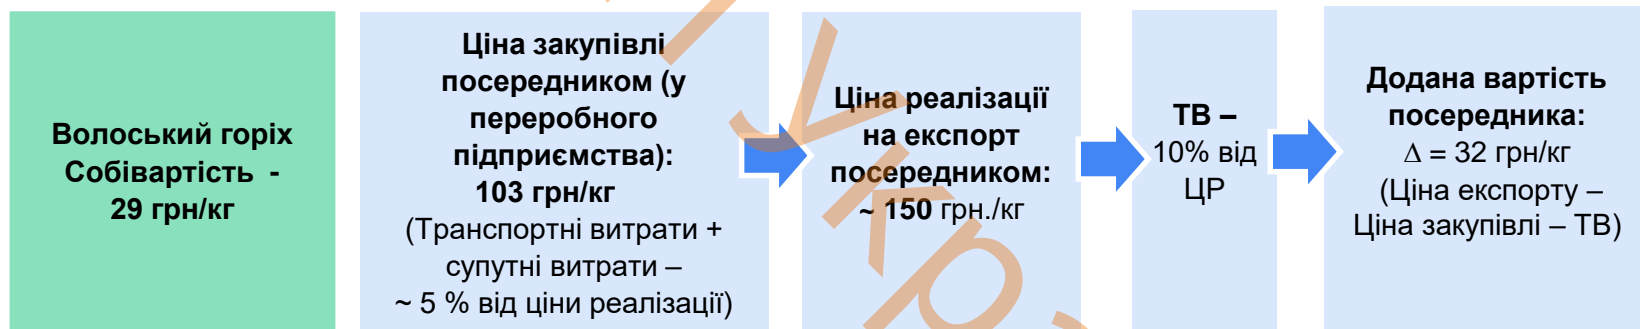 Волоський горіх
Собівартість -
29 грн/кг
Ціна закупівлі
посередником (у
переробного
підприємства):
103 грн/кг
(Транспортні витрати +
супутні витрати –
~ 5 % від ціни реалізації)
Ціна реалізації
на експорт
посередником:
~ 150 грн./кг
ТВ –
10% від
ЦР
Додана вартість
посередника:
∆ = 32 грн/кг
(Ціна експорту –
Ціна закупівлі – ТВ)